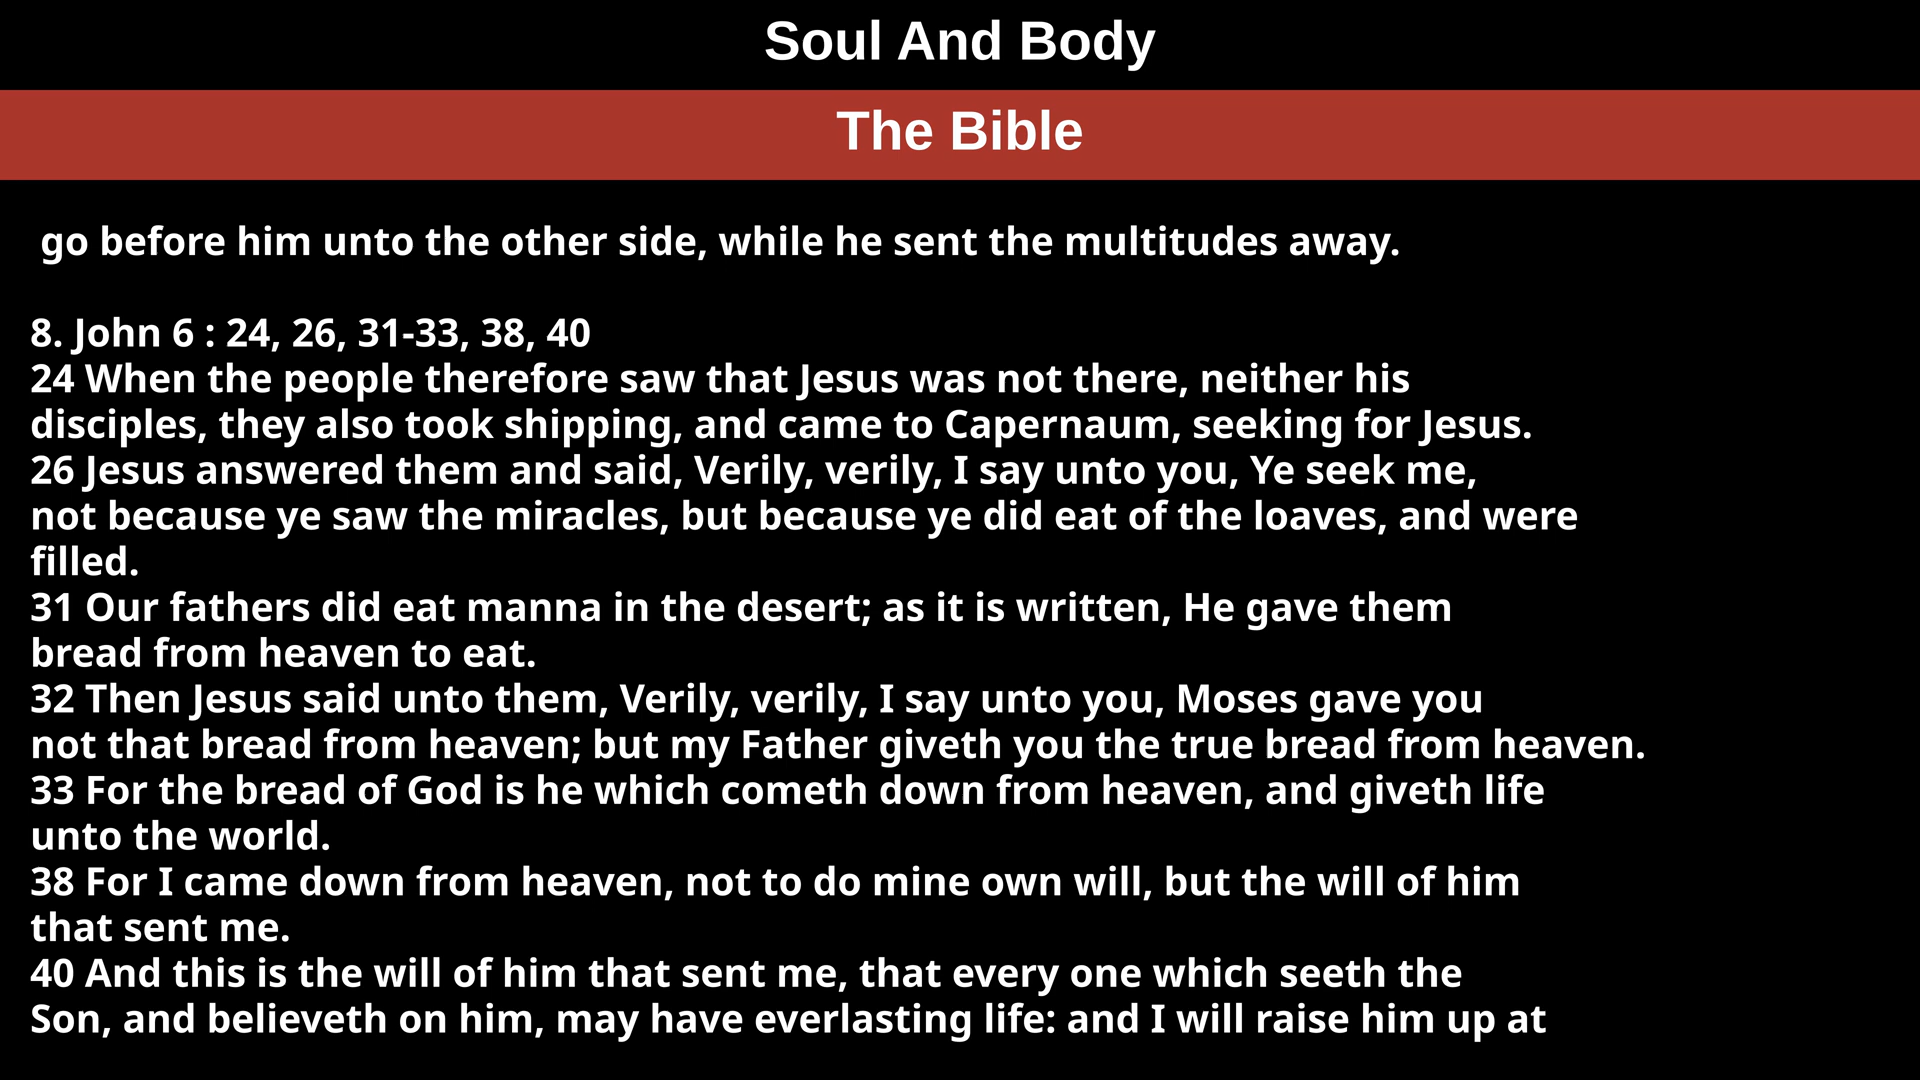 Soul And Body
The Bible
go before him unto the other side, while he sent the multitudes away.
8. John 6 : 24, 26, 31-33, 38, 40
24 When the people therefore saw that Jesus was not there, neither his
disciples, they also took shipping, and came to Capernaum, seeking for Jesus.
26 Jesus answered them and said, Verily, verily, I say unto you, Ye seek me,
not because ye saw the miracles, but because ye did eat of the loaves, and were
filled.
31 Our fathers did eat manna in the desert; as it is written, He gave them
bread from heaven to eat.
32 Then Jesus said unto them, Verily, verily, I say unto you, Moses gave you
not that bread from heaven; but my Father giveth you the true bread from heaven.
33 For the bread of God is he which cometh down from heaven, and giveth life
unto the world.
38 For I came down from heaven, not to do mine own will, but the will of him
that sent me.
40 And this is the will of him that sent me, that every one which seeth the
Son, and believeth on him, may have everlasting life: and I will raise him up at